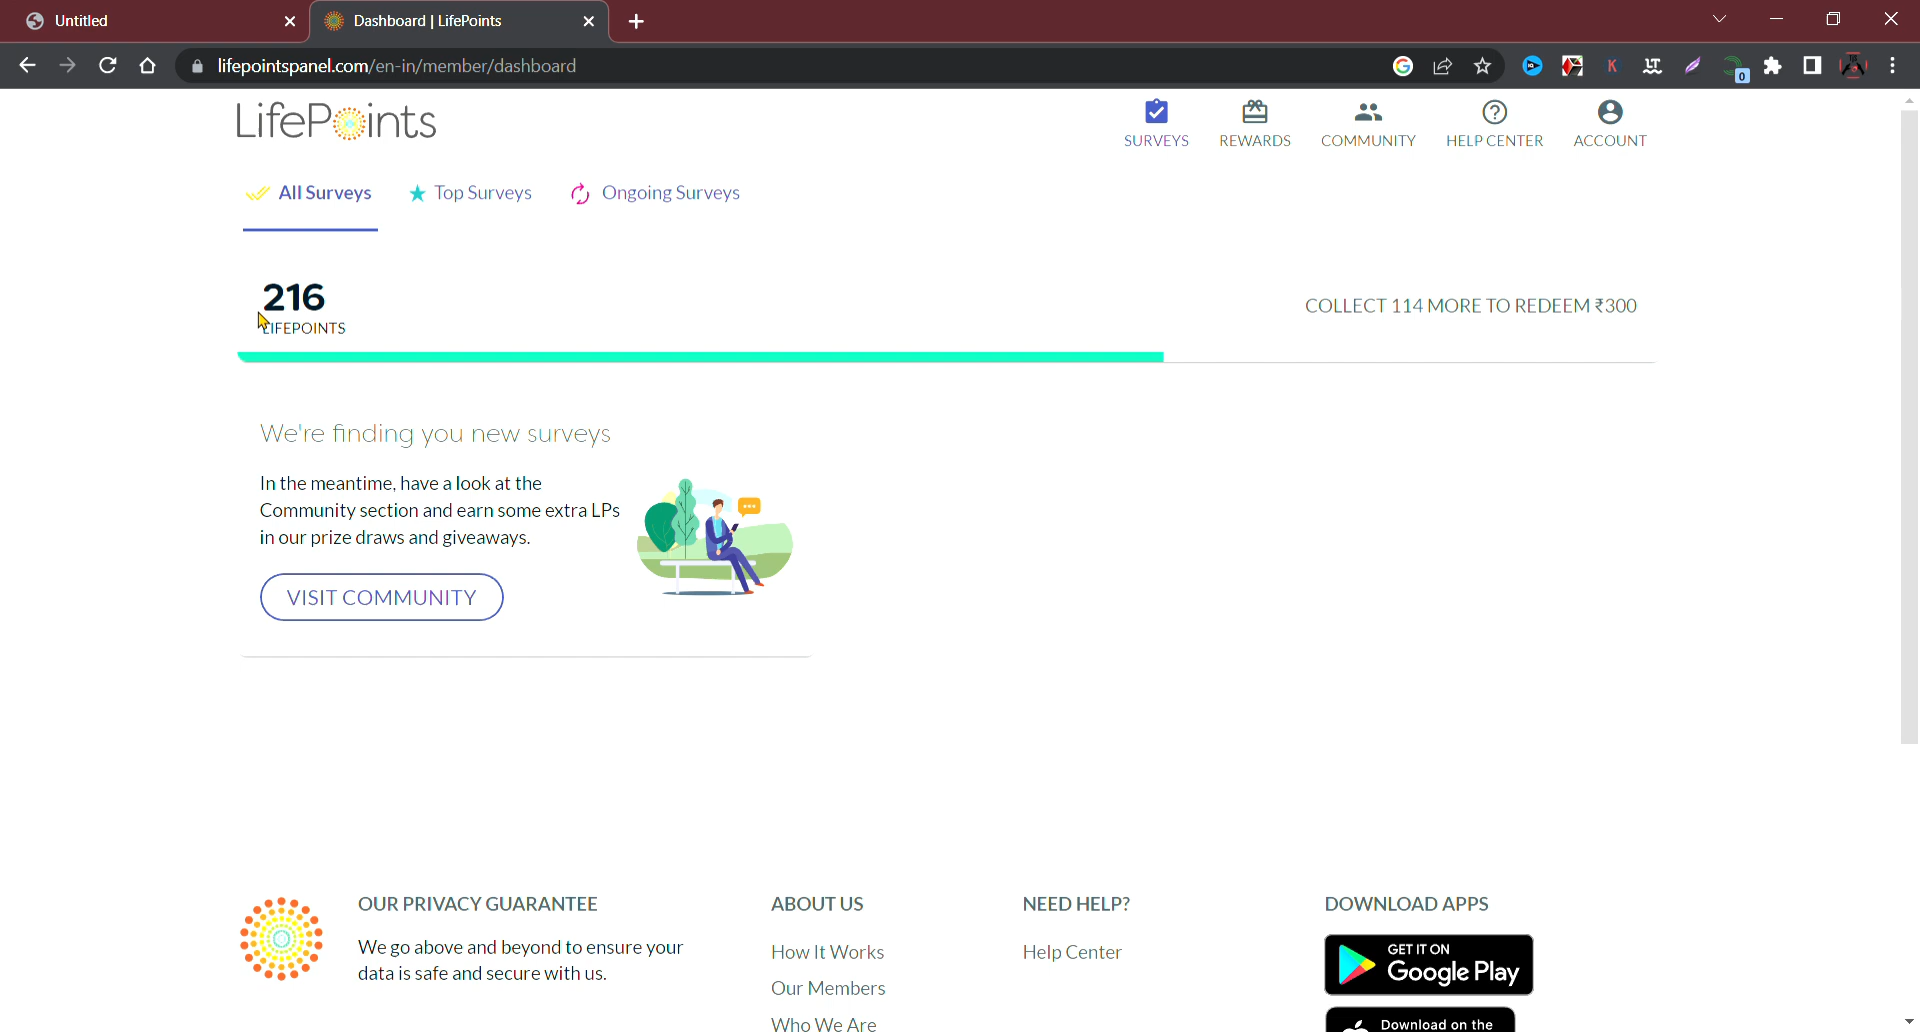 Untitled
Dashboard | LifePoints
lifepointspanel.com/en-in/member/dashboard
0
LifePoints
SURVEYS
REWARDS
COMMUNITY
HELP CENTER
ACCOUNT
All Surveys
Top Surveys
Ongoing Surveys
216
LIFEPOINTS
COLLECT 114 MORE TO REDEEM ₹300
We're finding you new surveys
In the meantime, have a look at the
Community section and earn some extra LPs
in our prize draws and giveaways.
VISIT COMMUNITY
OUR PRIVACY GUARANTEE
We go above and beyond to ensure your
data is safe and secure with us.
ABOUT US
How It Works
Our Members
Who We Are
NEED HELP?
Help Center
DOWNLOAD APPS
GET IT ON
Google Play
Download on the